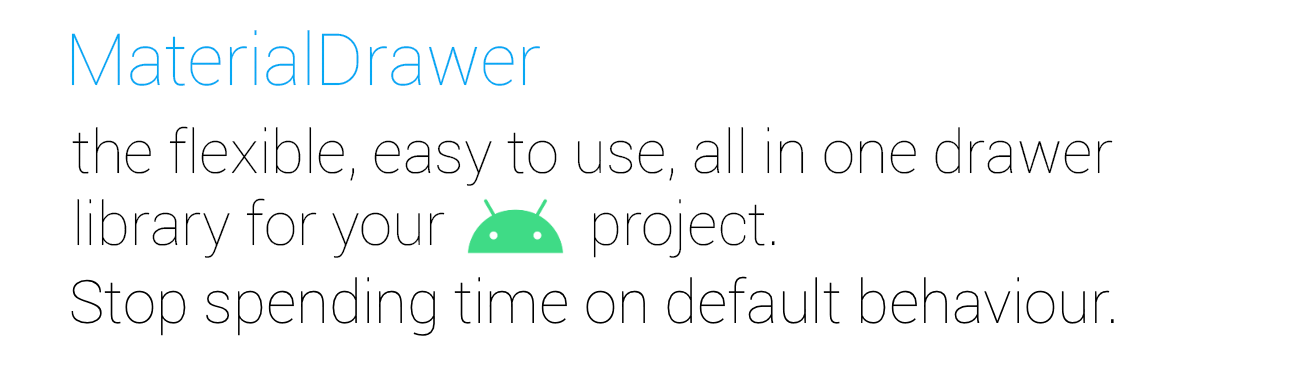 MaterialDrawer
the flexible, easy to use, all in one drawer
library for your project.
Stop spending time on default behaviour.